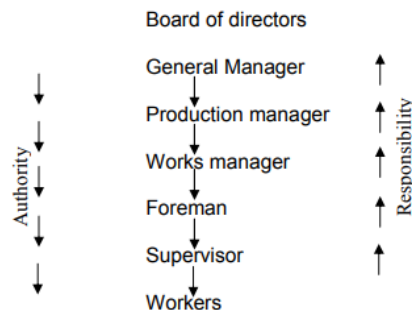 Board of directors
General Manager
Production manager
Works manager
Foreman
Supervisor
Workers
Authority
Responsibility